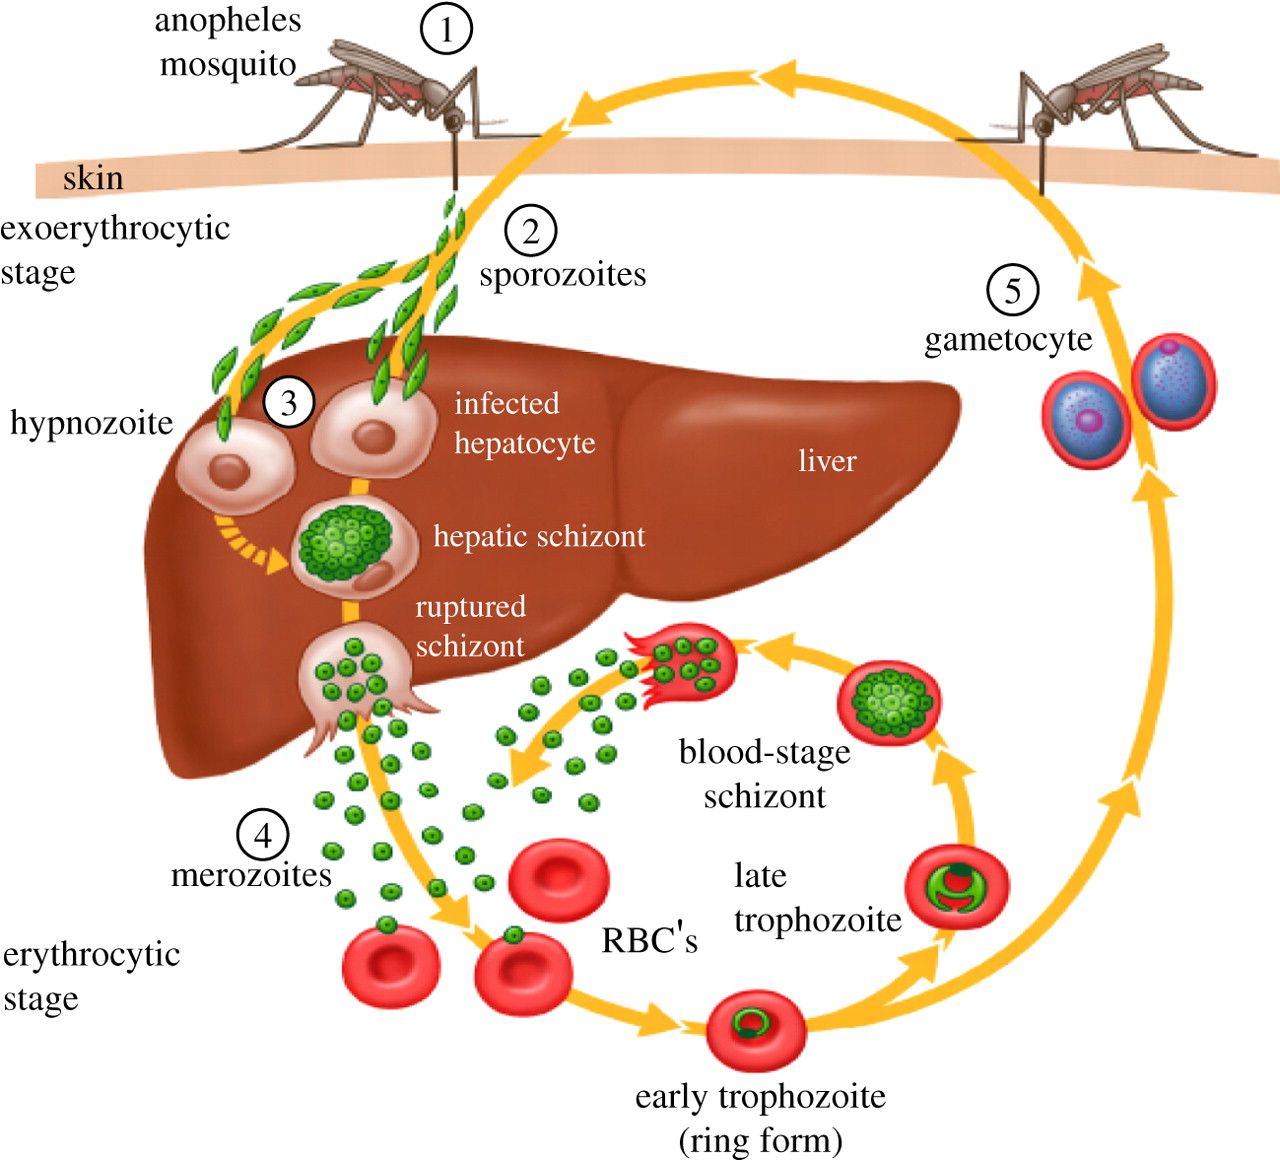 anopheles
mosquito
1
skin
exoerythrocytic
stage
2
sporozoites
5
gametocyte
hypnozoite
3
infected
hepatocyte
liver
hepatic schizont
ruptured
schizont
blood-stage
schizont
4
merozoites
late
trophozoite
RBC's
erythrocytic
stage
early trophozoite
(ring form)